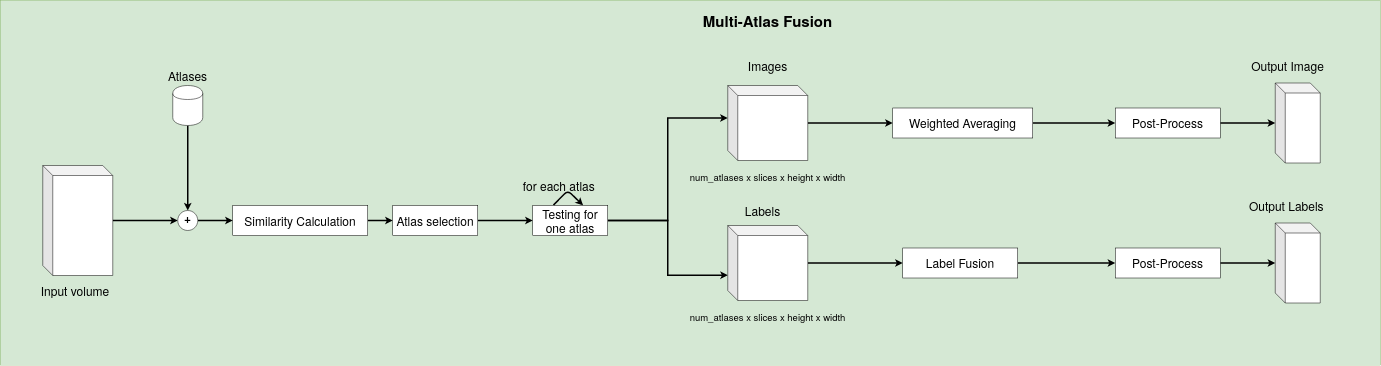 Multi-Atlas Fusion
Atlases
+
Input volume
Similarity Calculation
Atlas selection
for each atlas
Testing for
one atlas
Images
num_atlases x slices x height x width
Weighted Averaging
Post-Process
Output Image
Labels
num_atlases x slices x height x width
Label Fusion
Post-Process
Output Labels